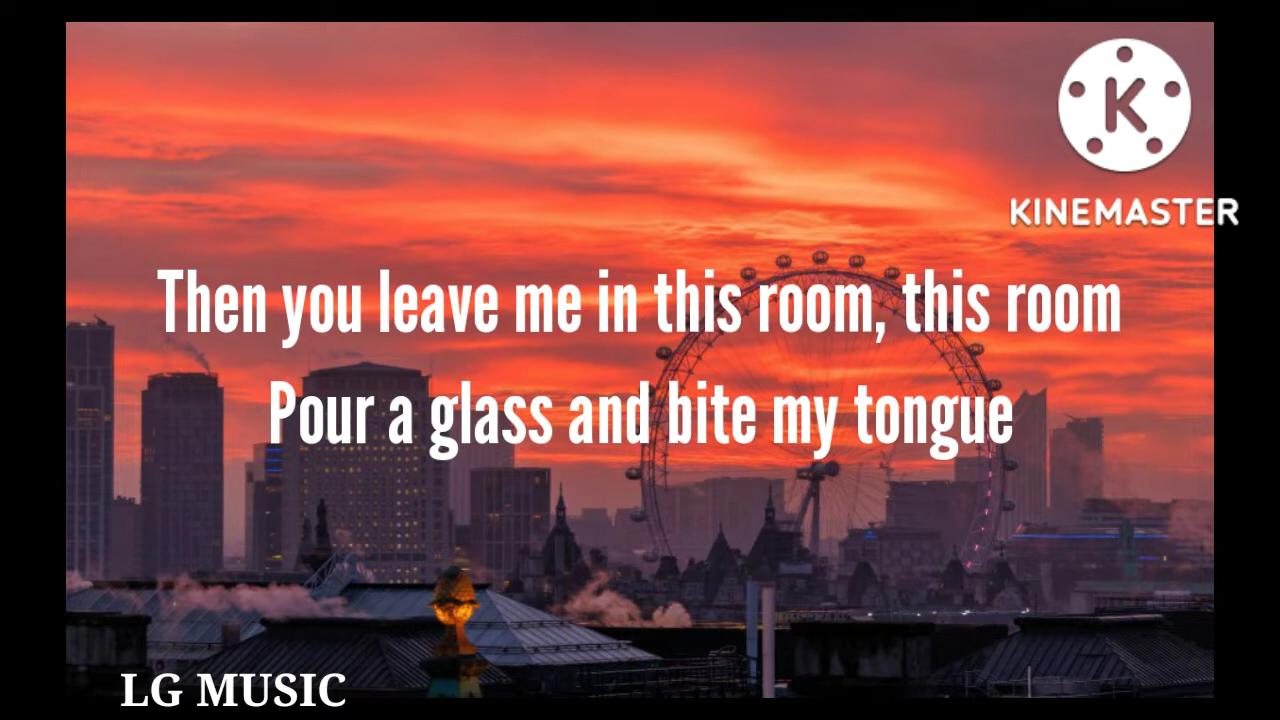 K
KINEMASTER
Then you leave me in this room, this room
Pour a glass and bite my tongue
LG MUSIC